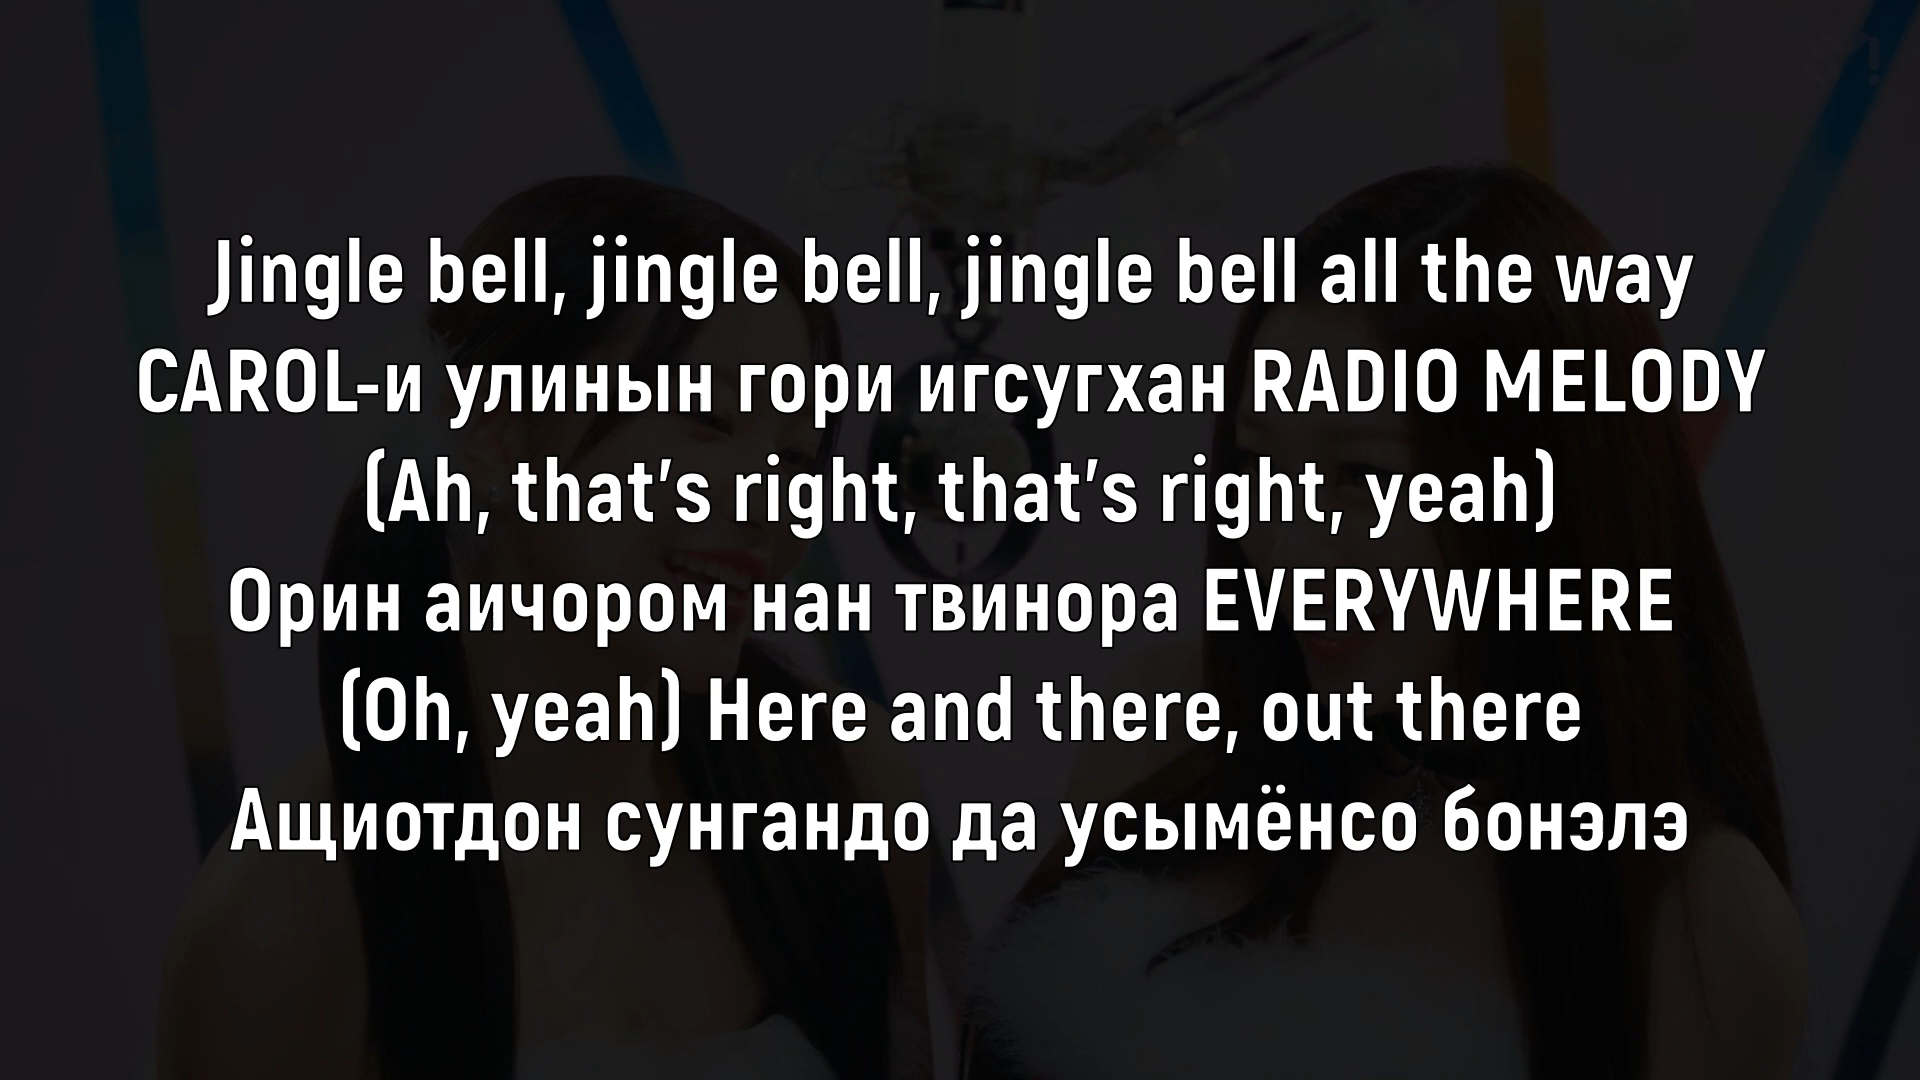 Jingle bell, jingle bell, jingle bell all the way
CAROL-и улинын гори игсугхан RADIO MELODY
(Ah, that's right, that's right, yeah)
Орин аичором нан твинора EVERYWHERE
(Oh, yeah) Here and there, out there
Ащиотдон сунгандо да усымёнсо бонэлэ